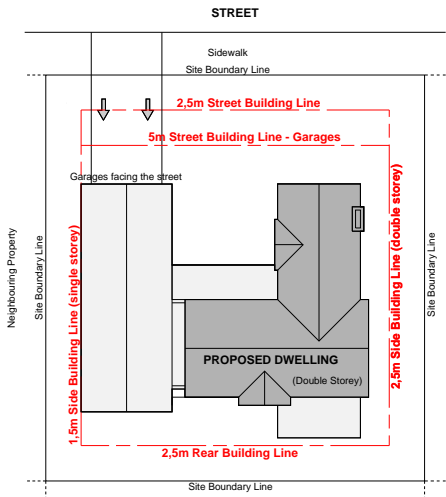 STREET
Sidewalk
Site Boundary Line
2,5m Street Building Line
5m Street Building Line - Garages
Garages facing the street
Neighbouring Property
Site Boundary Line
1,5m Side Building Line (single storey)
2,5m Side Building Line (double storey)
Site Boundary Line
PROPOSED DWELLING
(Double Storey)
2,5m Rear Building Line
Site Boundary Line